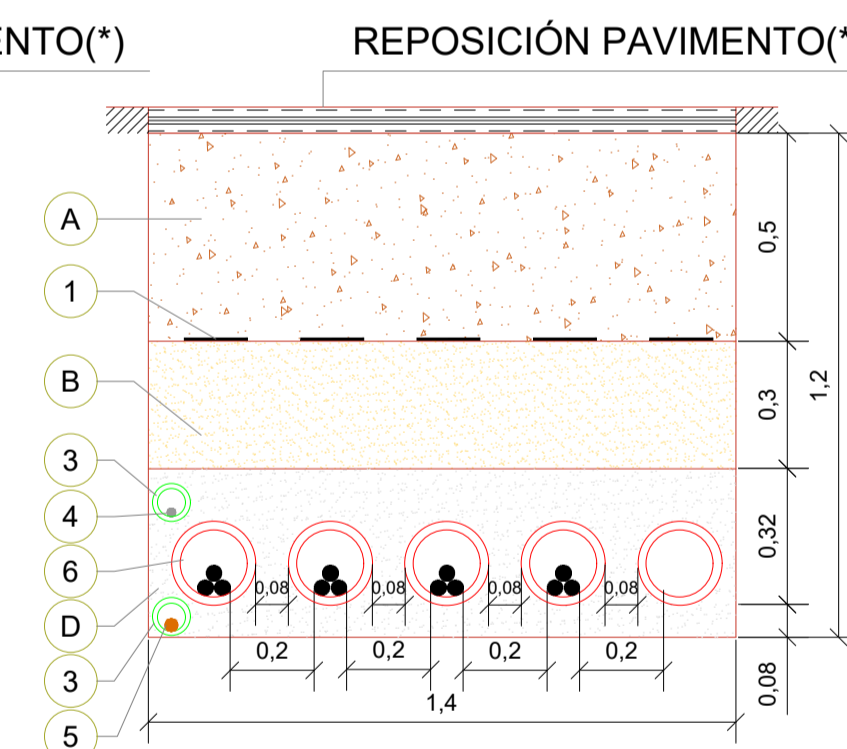 ENTO(*)
REPOSICIÓN PAVIMENTO(*
A
1
B
3
4
6
D
3
5
0,5
0,3
1,2
0,32
0,08
0,08 0,08 0,08 0,08
0,2 0,2 0,2 0,2
1,4